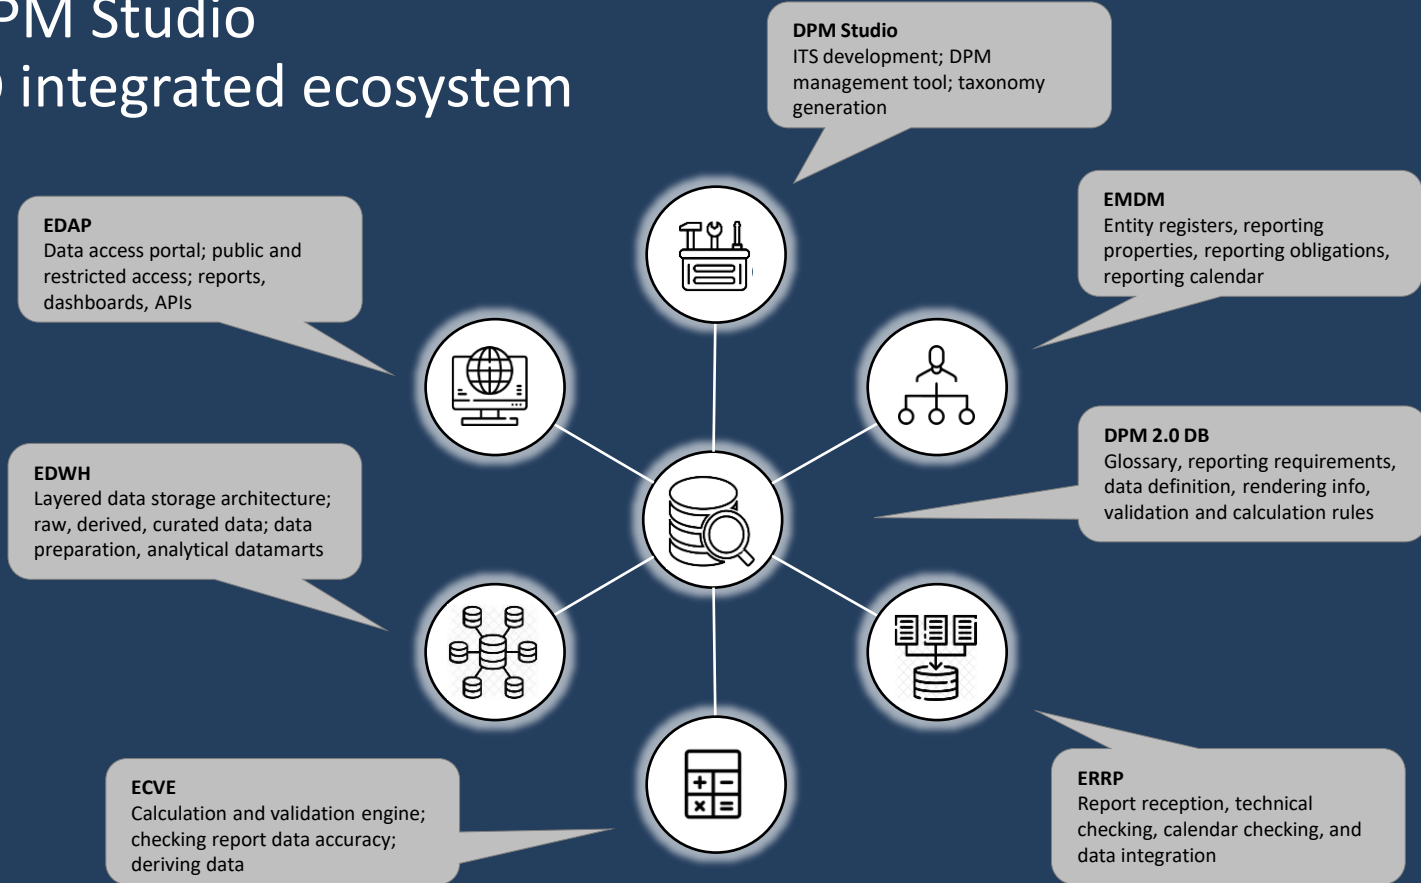 PM Studio
integrated ecosystem
DPM Studio
ITS development; DPM
management tool; taxonomy
generation
EDAP
Data access portal; public and
restricted access; reports,
dashboards, APIs
EMDM
Entity registers, reporting
properties, reporting obligations,
reporting calendar
EDWH
Layered data storage architecture;
raw, derived, curated data; data
preparation, analytical datamarts
DPM 2.0 DB
Glossary, reporting requirements,
data definition, rendering info,
validation and calculation rules
ECVE
Calculation and validation engine;
checking report data accuracy;
deriving data
ERRP
Report reception, technical
checking, calendar checking, and
data integration